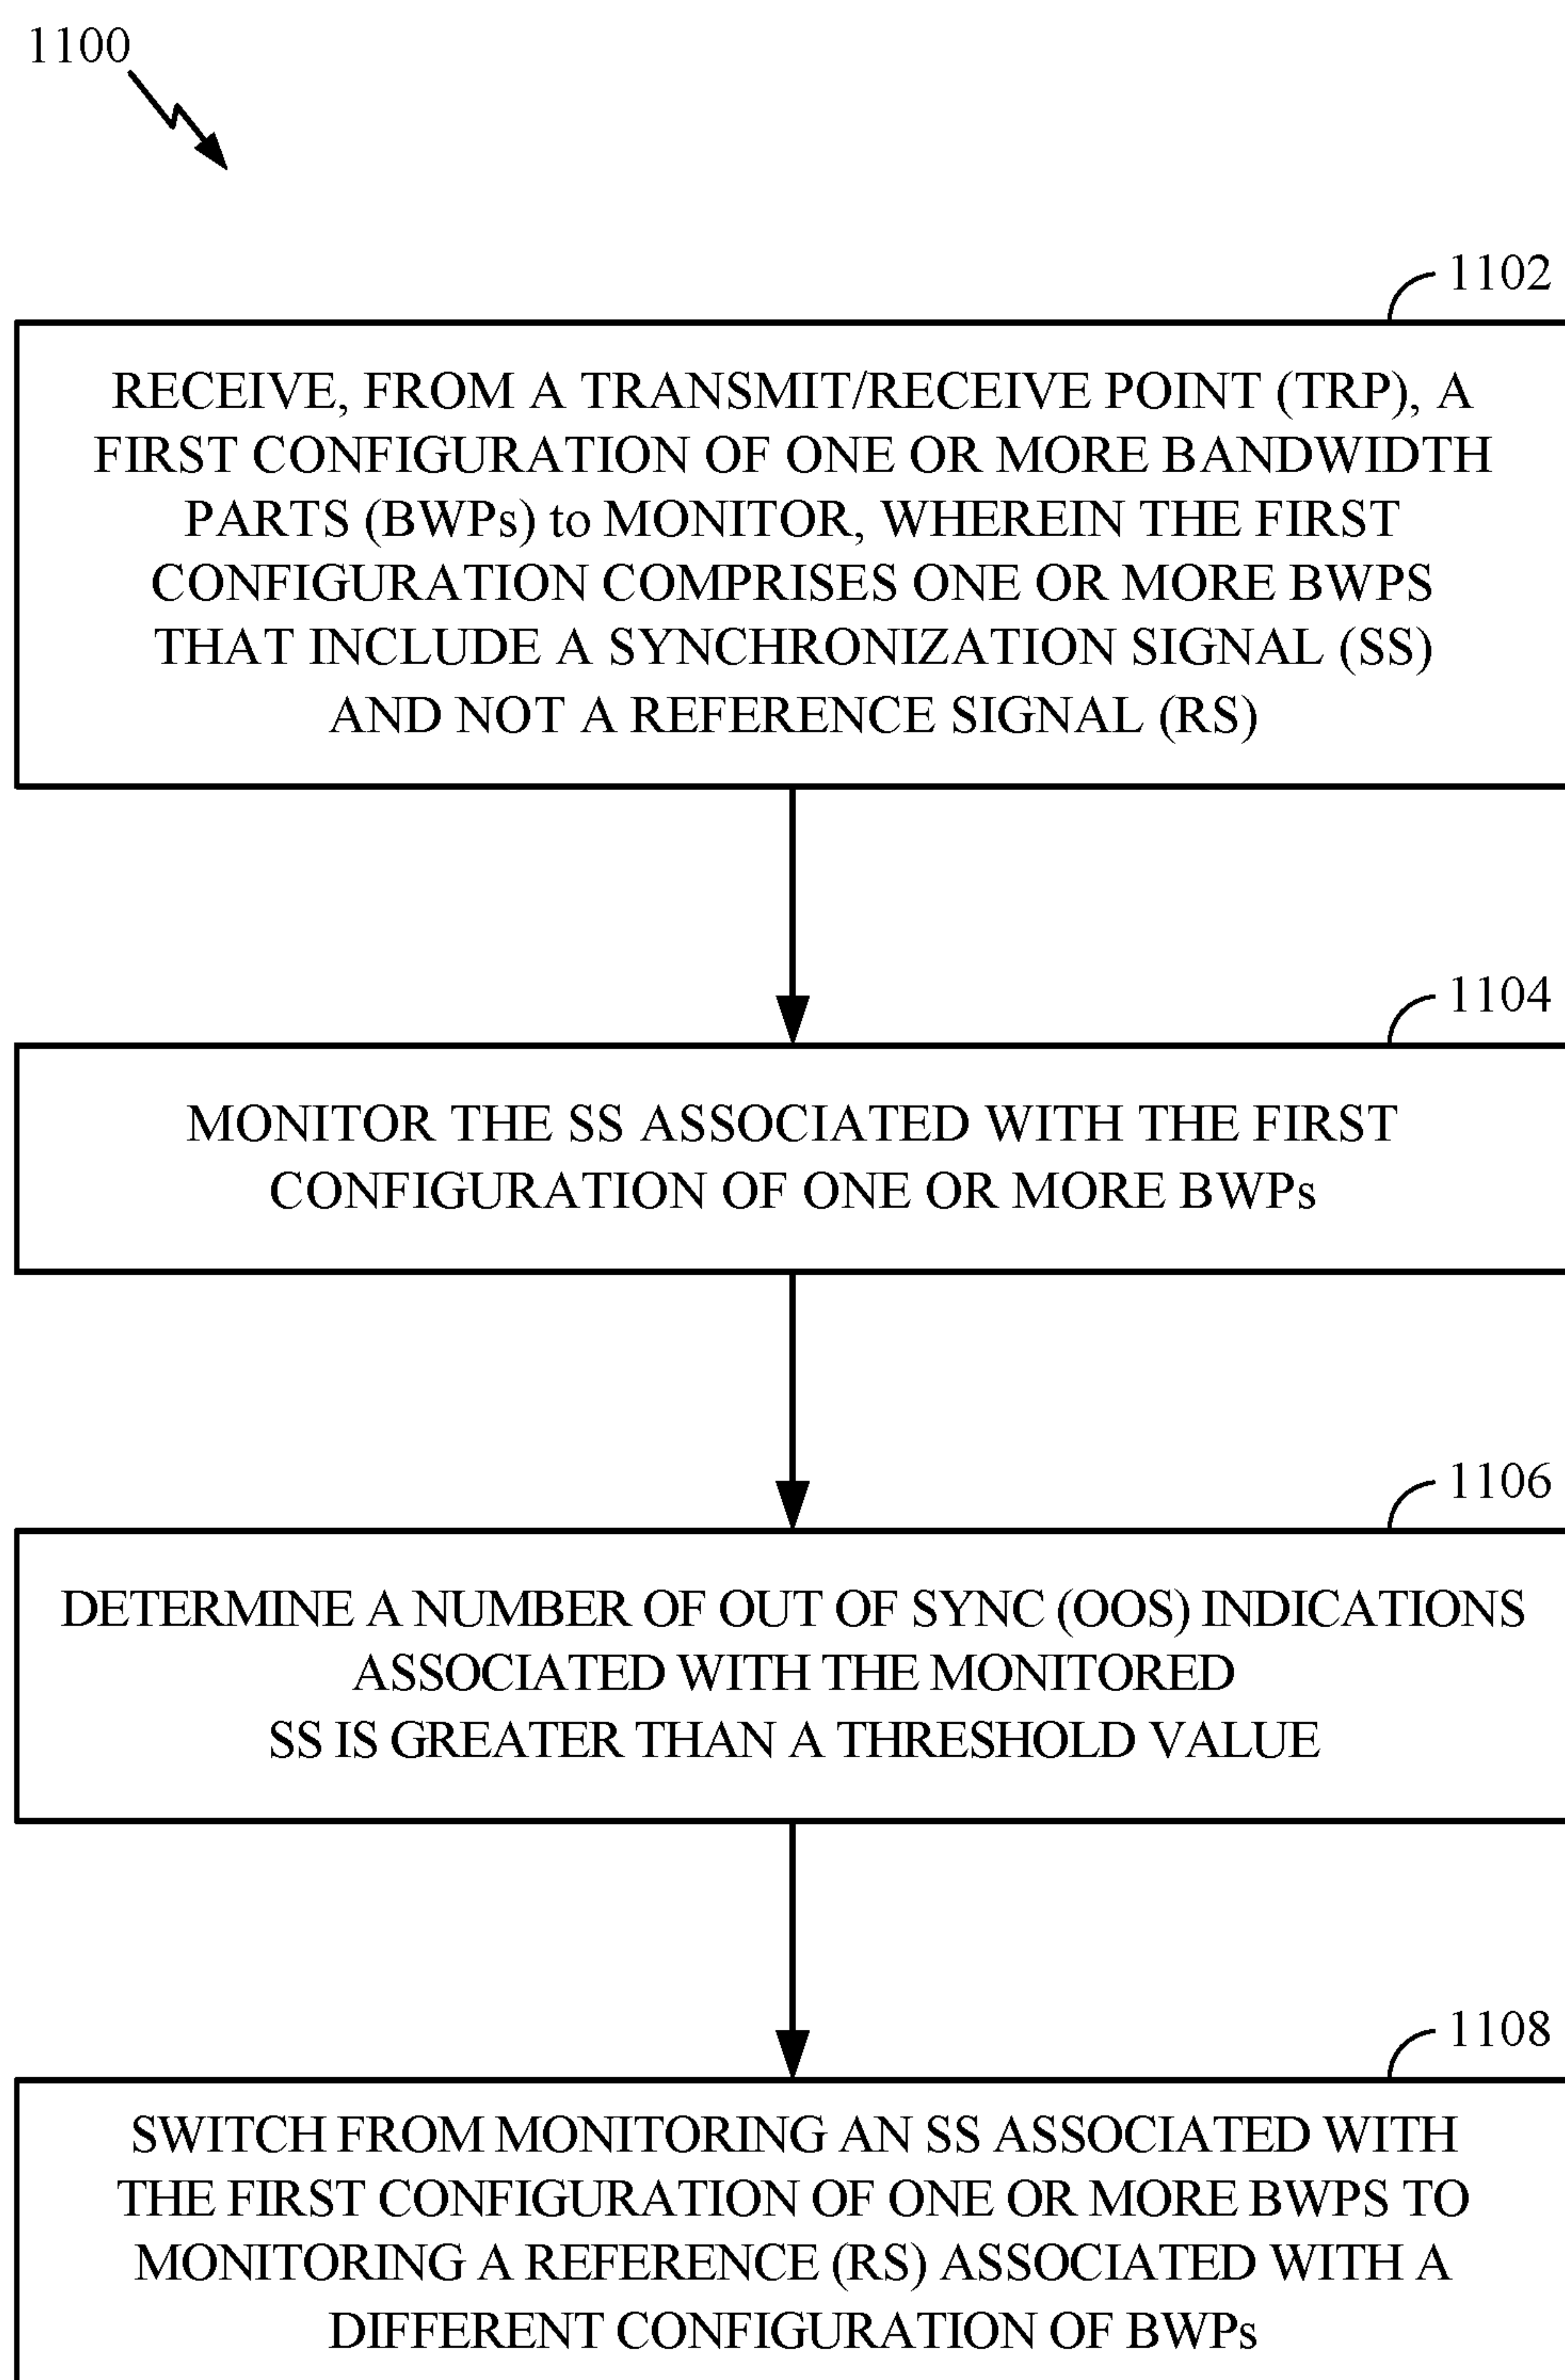 1100
1102
RECEIVE, FROM A TRANSMIT/RECEIVE POINT (TRP), A
FIRST CONFIGURATION OF ONE OR MORE BANDWIDTH
PARTS (BWPs) to MONITOR, WHEREIN THE FIRST
CONFIGURATION COMPRISES ONE OR MORE BWPS
THAT INCLUDE A SYNCHRONIZATION SIGNAL (SS)
AND NOT A REFERENCE SIGNAL (RS)
1104
MONITOR THE SS ASSOCIATED WITH THE FIRST
CONFIGURATION OF ONE OR MORE BWPs
1106
DETERMINE A NUMBER OF OUT OF SYNC (OOS) INDICATIONS
ASSOCIATED WITH THE MONITORED
SS IS GREATER THAN A THRESHOLD VALUE
1108
SWITCH FROM MONITORING AN SS ASSOCIATED WITH
THE FIRST CONFIGURATION OF ONE OR MORE BWPS TO
MONITORING A REFERENCE (RS) ASSOCIATED WITH A
DIFFERENT CONFIGURATION OF BWPs